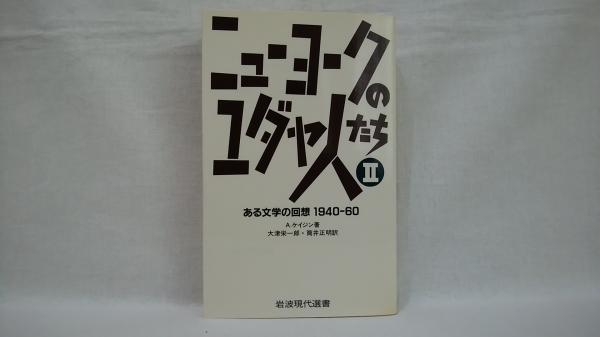 ニューヨークの
ユダヤ人たち
II
ある文学の回想 1940-60
A.ケイジン著
大津栄一郎・筒井正明訳
岩波現代選書